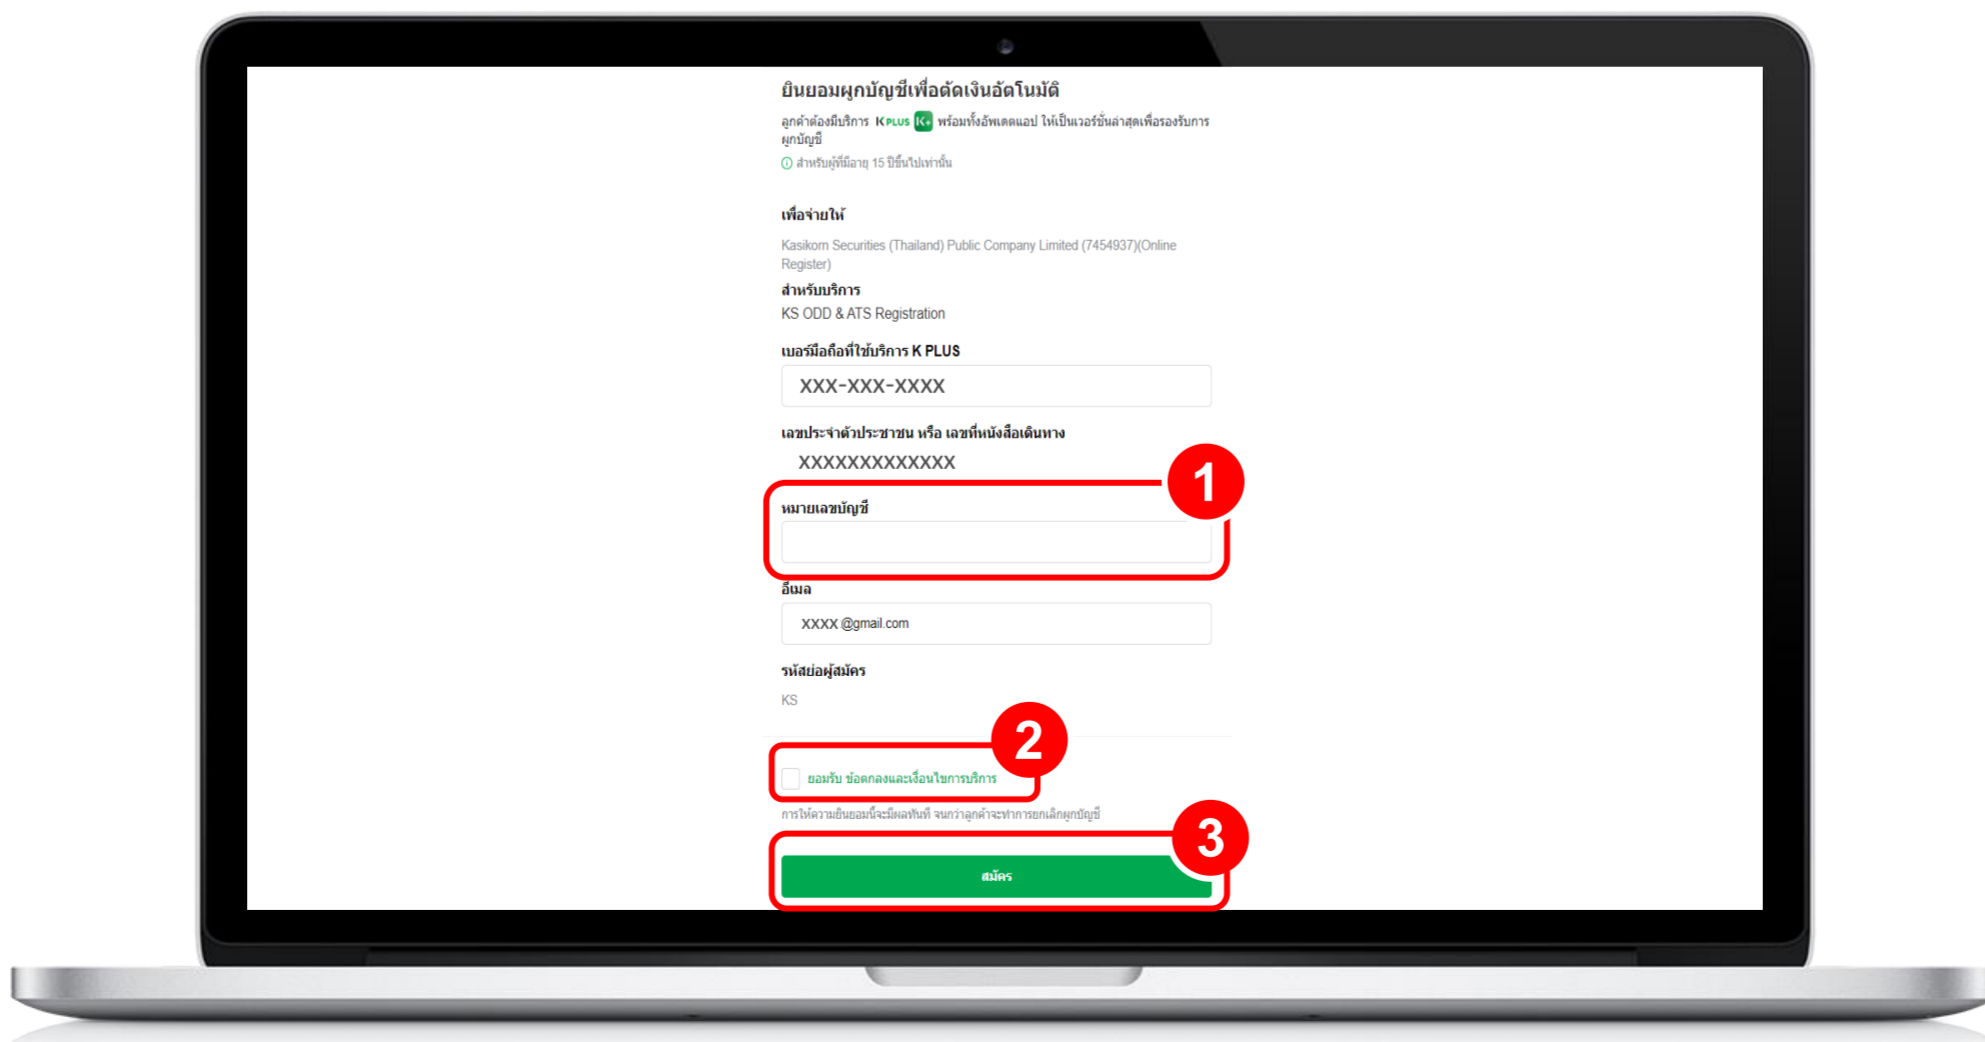 ยินยอมผูกบัญชีเพื่อตัดเงินอัตโนมัติ
ลูกค้าต้องมีบริการ K PLUS K+ พร้อมทั้งอัพเดตแอป ให้เป็นเวอร์ชั่นล่าสุดเพื่อรองรับการ
ผูกบัญชี
สำหรับผู้ที่มีอายุ 15 ปีขึ้นไปเท่านั้น
เพื่อจ่ายให้
Kasikorn Securities (Thailand) Public Company Limited (7454937)(Online
Register)
สำหรับบริการ
KS ODD & ATS Registration
เบอร์มือถือที่ใช้บริการ K PLUS
XXX-XXX-XXXX
เลขประจำตัวประชาชน หรือ เลขที่หนังสือเดินทาง
XXXXXXXXXXXXX
1
หมายเลขบัญชี
อีเมล
XXXX @gmail.com
รหัสย่อผู้สมัคร
KS
2
ยอมรับ ข้อตกลงและเงื่อนไขการบริการ
การให้ความยินยอมนี้จะมีผลทันที จนกว่าลูกค้าจะทำการยกเลิกผูกบัญชี
3
สมัคร